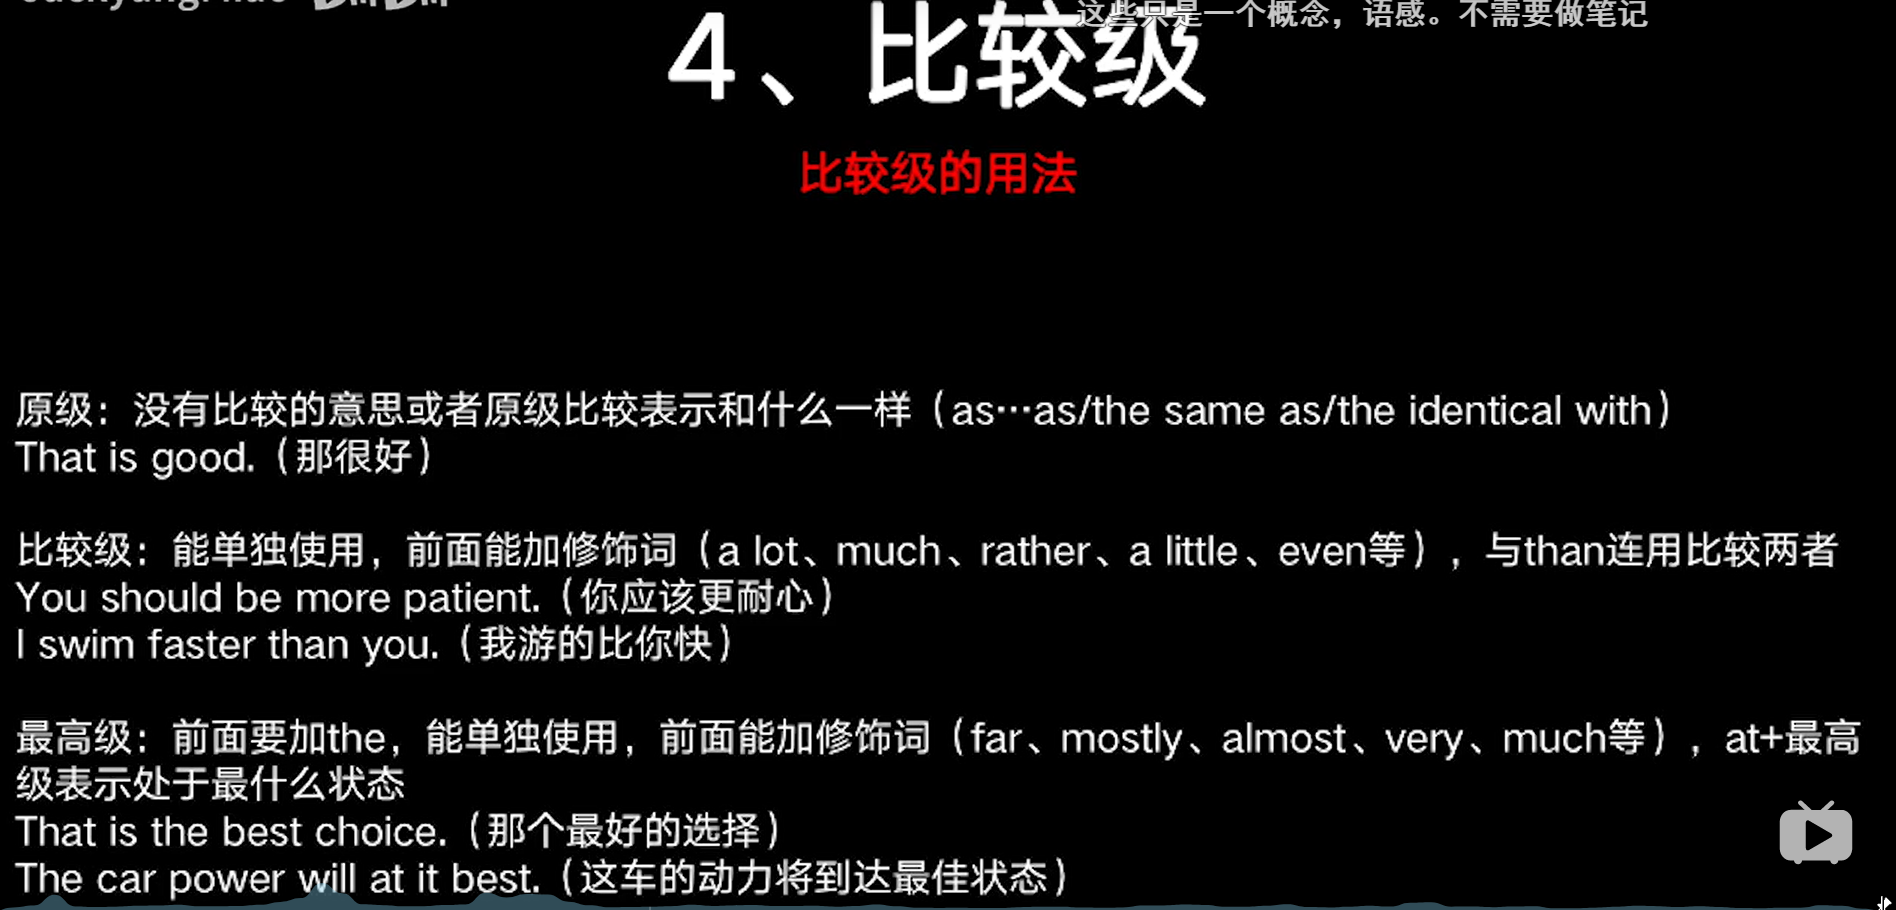 这些只是一个概念，语感。不需要做笔记
4、比较级
比较级的用法
原级：没有比较的意思或者原级比较表示和什么一样（as…as/the same as/the identical with）
That is good.（那很好）
比较级：能单独使用，前面能加修饰词（a lot、much、rather、a little、even等），与than连用比较两者
You should be more patient.（你应该更耐心）
I swim faster than you.（我游的比你快）
最高级：前面要加the，能单独使用，前面能加修饰词（far、mostly、almost、very、much等），at+最高
级表示处于最什么状态
That is the best choice.（那个最好的选择）
The car power will at it best.（这车的动力将到达最佳状态）